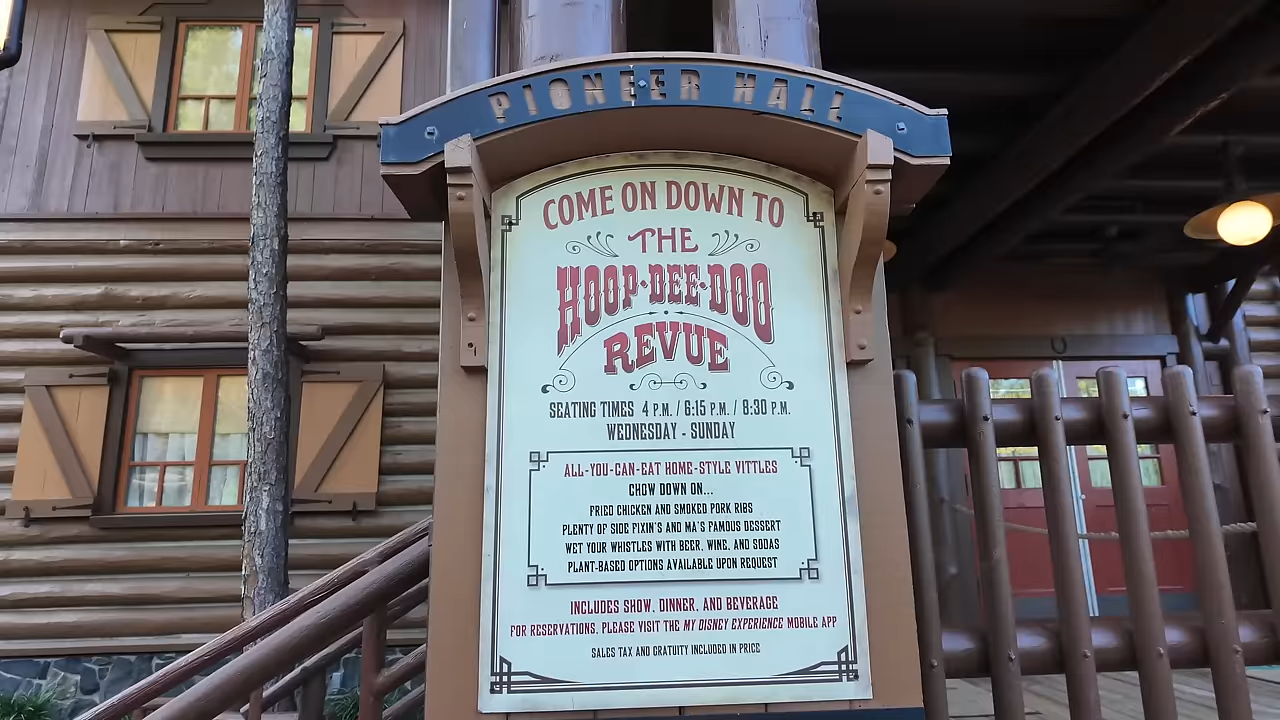 PIONEER HALL
COME ON DOWN TO
THE
HOOP·DEE·DOO
REVUE
SEATING TIMES 4 P.M. / 6:15 P.M. / 8:30 P.M.
WEDNESDAY - SUNDAY
ALL-YOU-CAN-EAT HOME-STYLE VITTLES
CHOW DOWN ON...
FRIED CHICKEN AND SMOKED PORK RIBS
PLENTY OF SIDE FIXIN'S AND MA'S FAMOUS DESSERT
WET YOUR WHISTLES WITH BEER, WINE, AND SODAS
PLANT-BASED OPTIONS AVAILABLE UPON REQUEST
INCLUDES SHOW, DINNER, AND BEVERAGE
FOR RESERVATIONS, PLEASE VISIT THE MY DISNEY EXPERIENCE MOBILE APP
SALES TAX AND GRATUITY INCLUDED IN PRICE